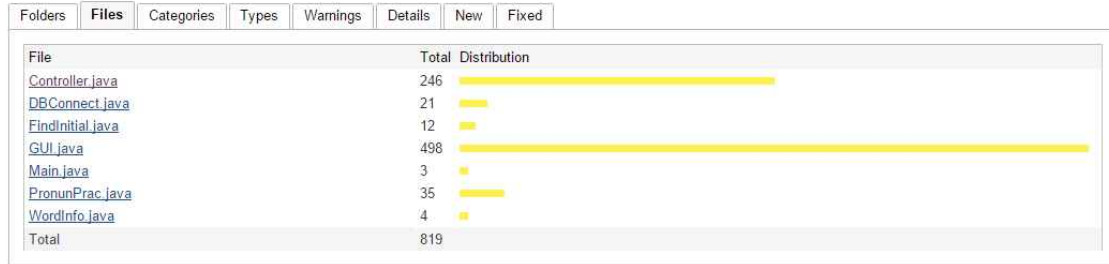 Folders Files Categories Types Warnings Details New Fixed
File Total Distribution
Controller.java 246
DBConnect.java 21
FindInitial.java 12
GUI.java 498
Main.java 3
PronunPrac.java 35
WordInfo.java 4
Total 819